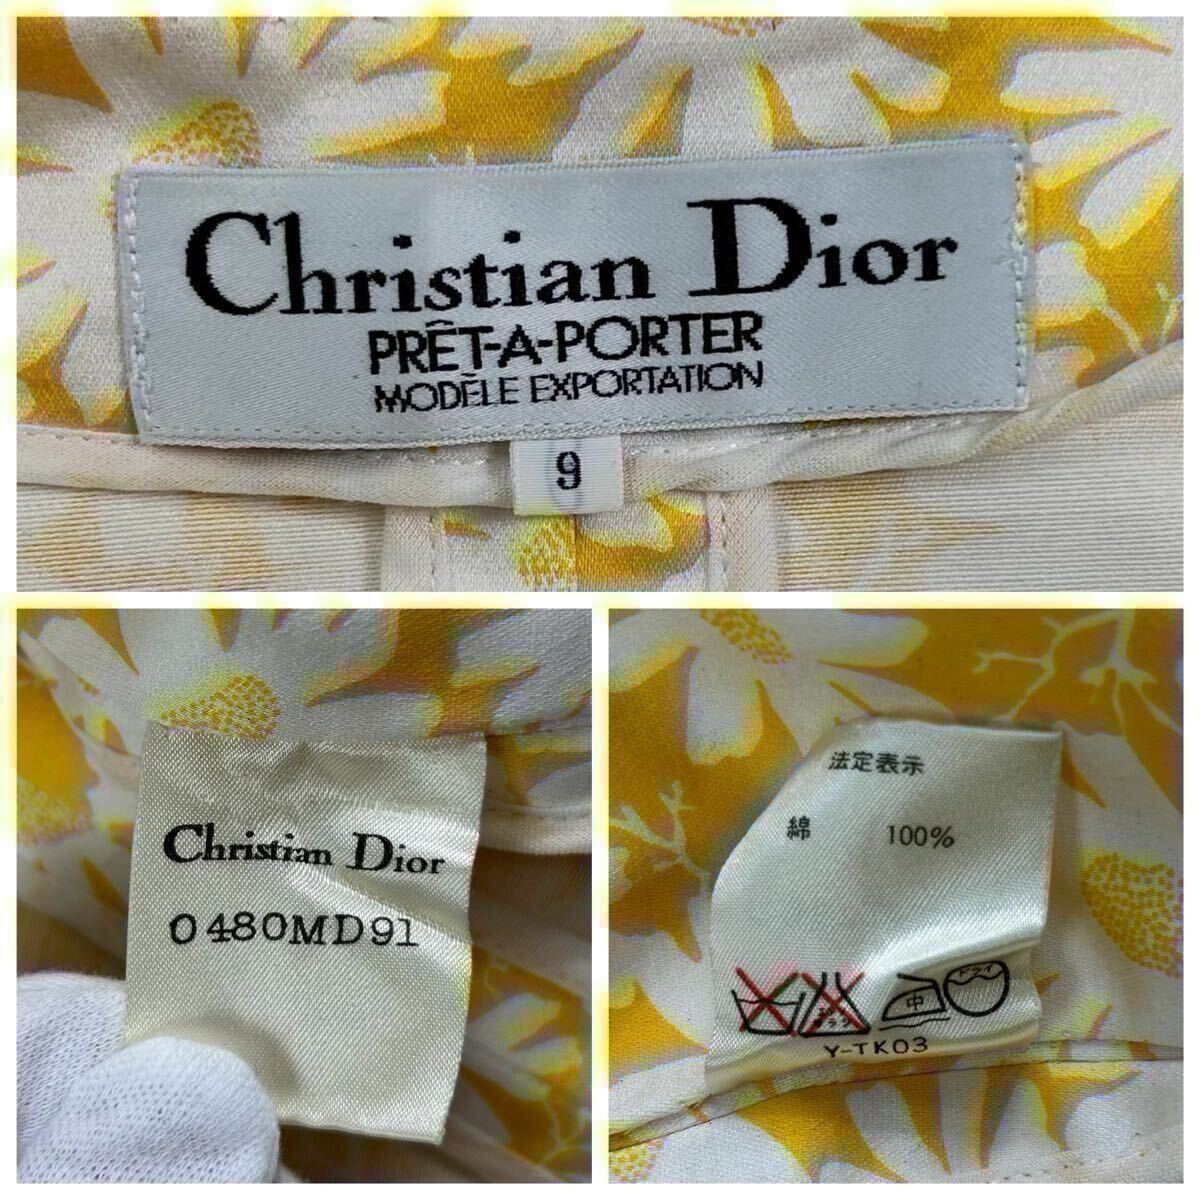 Christian Dior
PRÊT-A-PORTER
MODÈLE EXPORTATION
9
Christian Dior
0480MD91
法定表示
綿 100%
中 ドライ
Y-TK03